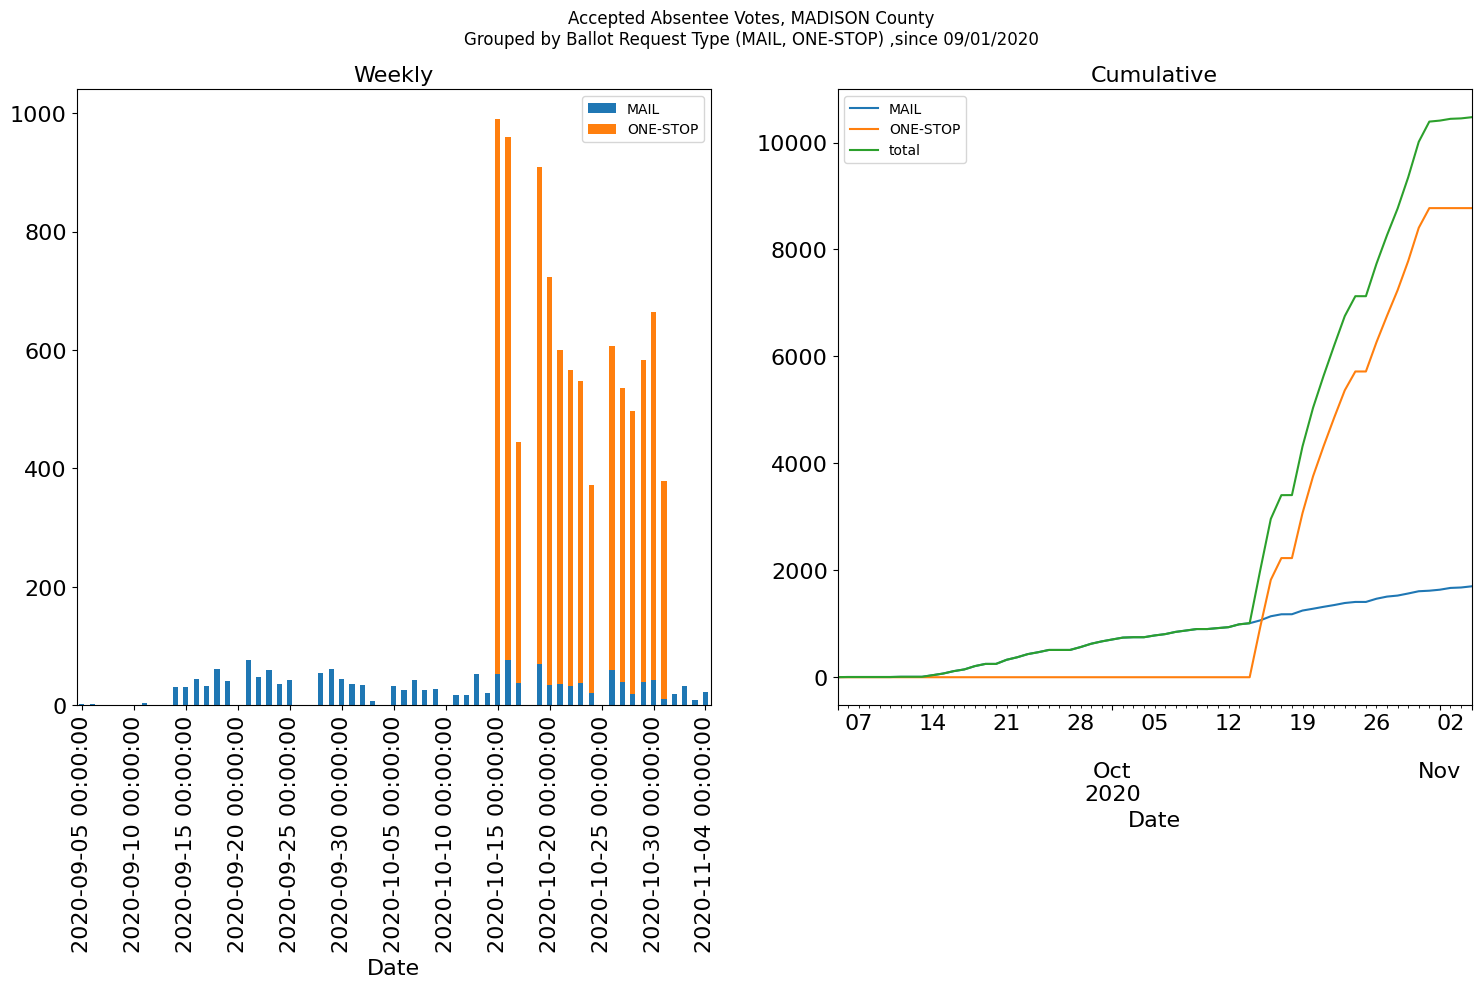 Accepted Absentee Votes, MADISON County
Grouped by Ballot Request Type (MAIL, ONE-STOP) ,since 09/01/2020
Weekly
MAIL
ONE-STOP
1000
800
600
400
200
0
2020-09-05 00:00:00
2020-09-10 00:00:00
2020-09-15 00:00:00
2020-09-20 00:00:00
2020-09-25 00:00:00
2020-09-30 00:00:00
2020-10-05 00:00:00
2020-10-10 00:00:00
2020-10-15 00:00:00
2020-10-20 00:00:00
2020-10-25 00:00:00
2020-10-30 00:00:00
2020-11-04 00:00:00
Date
Cumulative
MAIL
ONE-STOP
total
10000
8000
6000
4000
2000
0
07 14 21 28 05 12 19 26 02
Oct Nov
2020
Date